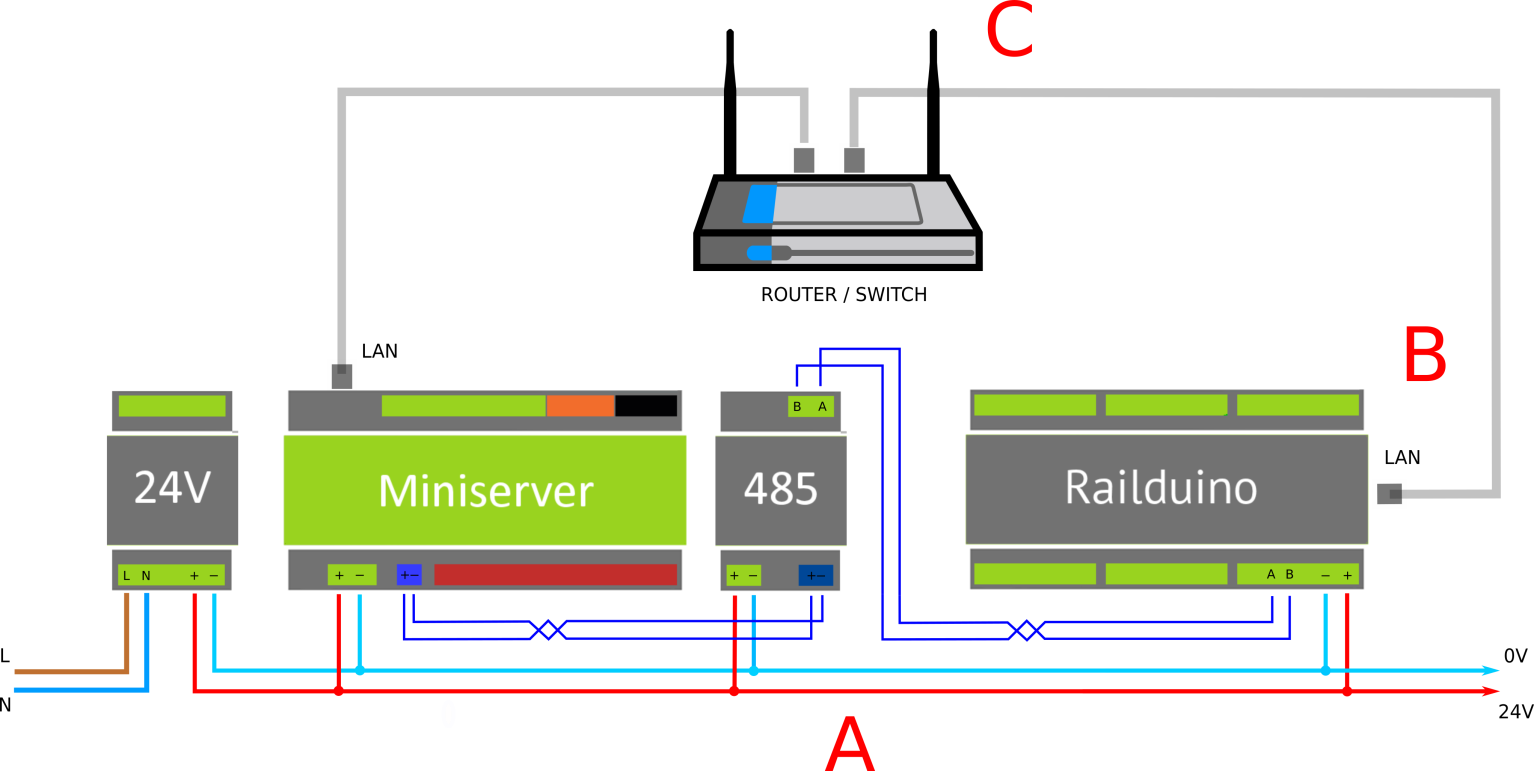 C
ROUTER / SWITCH
LAN
B
B A
24V
Miniserver
485
Railduino
LAN
L N + −
+ −
+−
+ −
+−
A B − +
L
0V
N
24V
A